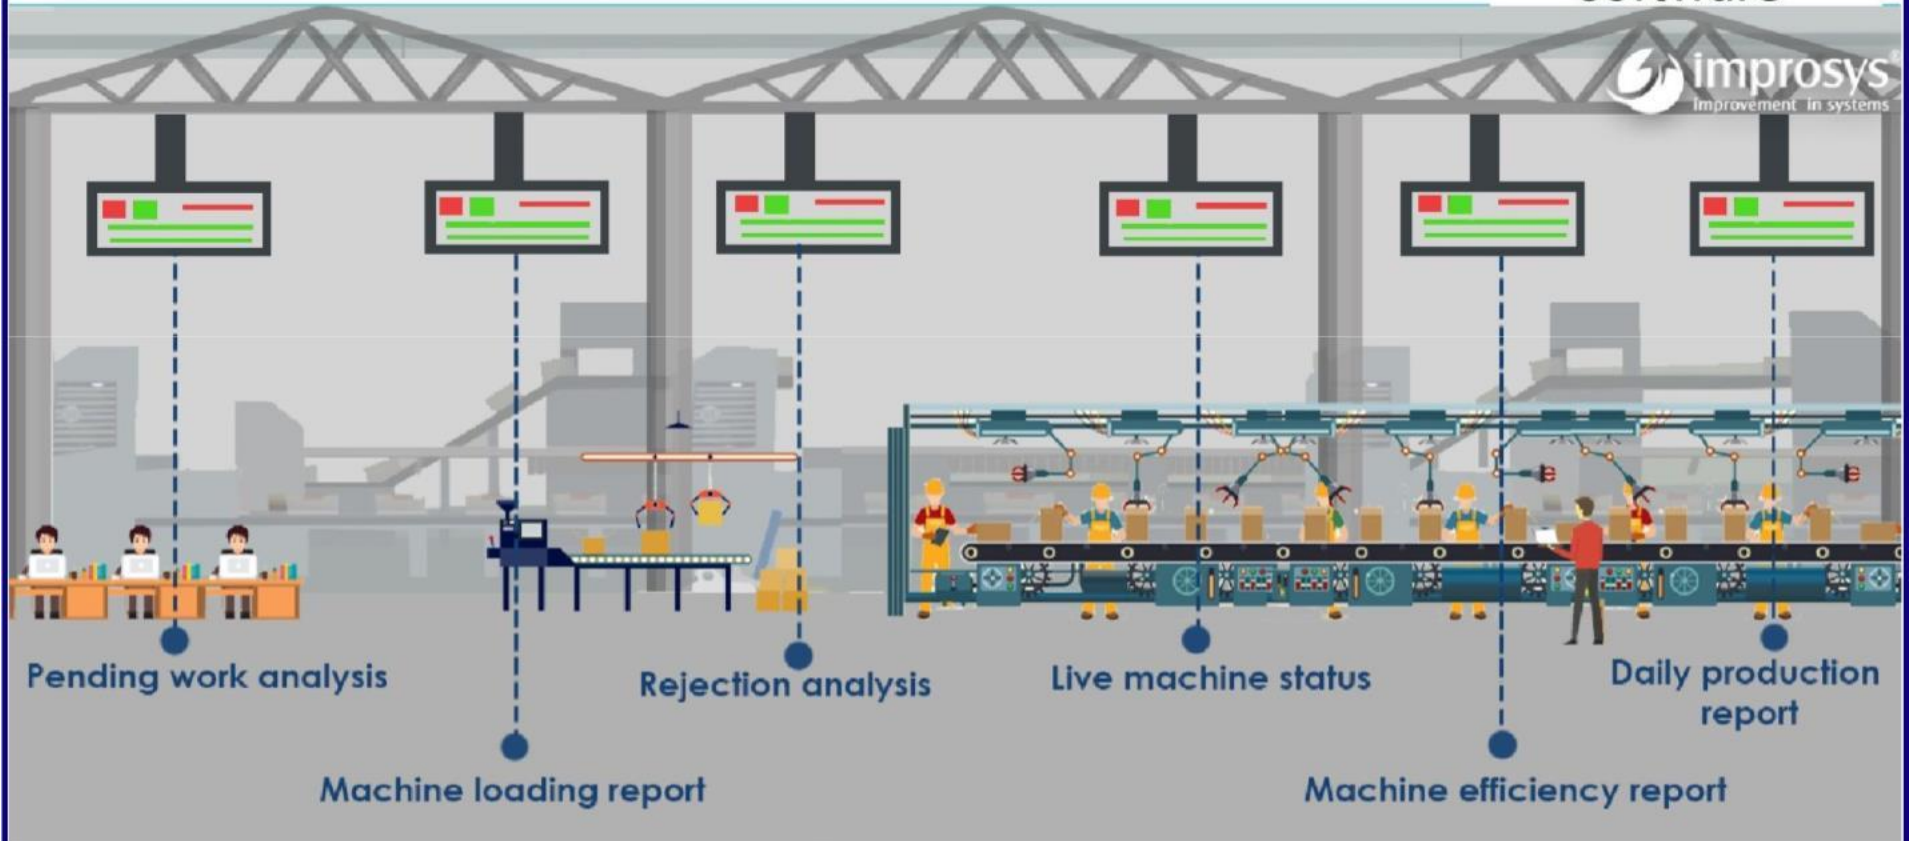 improsys
improvement in systems
Pending work analysis
Rejection analysis
Live machine status
Daily production
report
Machine loading report
Machine efficiency report